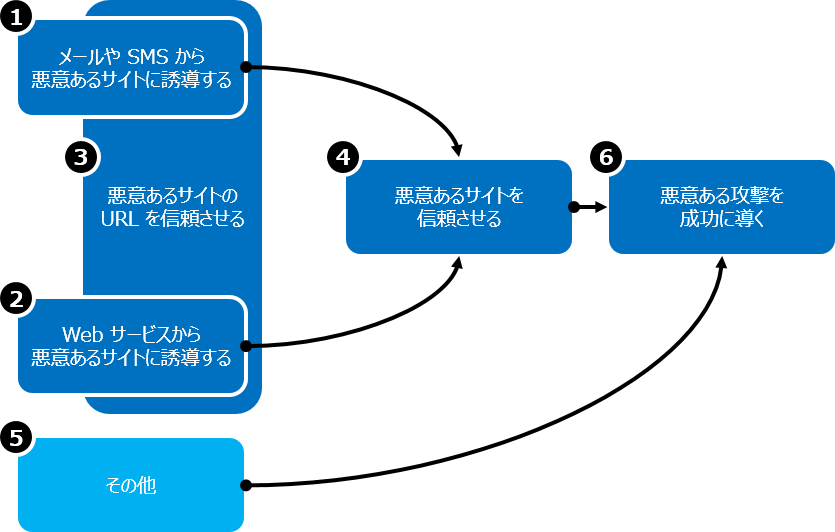 1
メールや SMS から
悪意あるサイトに誘導する
3
悪意あるサイトの
URL を信頼させる
2
Web サービスから
悪意あるサイトに誘導する
4
悪意あるサイトを
信頼させる
6
悪意ある攻撃を
成功に導く
5
その他